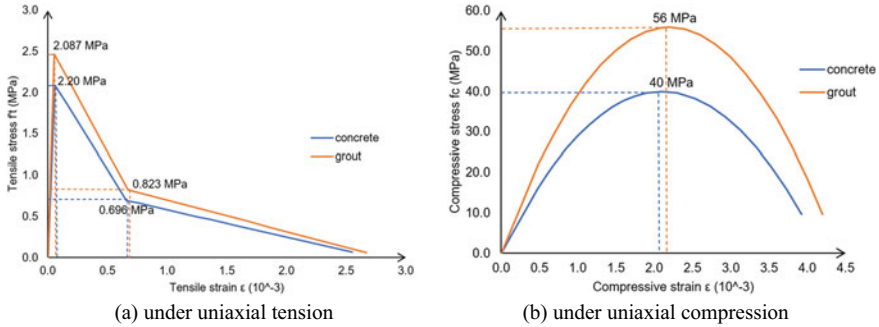 3.0
2.5
2.0
1.5
1.0
0.5
0.0
Tensile stress f't (MPa)
2.087 MPa
2.20 MPa
0.823 MPa
0.696 MPa
concrete
grout
0.0 0.5 1.0 1.5 2.0 2.5 3.0
Tensile strain ε (10^-3)
(a) under uniaxial tension
60.0
50.0
40.0
30.0
20.0
10.0
0.0
Compressive stress fc (MPa)
56 MPa
40 MPa
concrete
grout
0.0 0.5 1.0 1.5 2.0 2.5 3.0 3.5 4.0 4.5
Compressive strain ε (10^-3)
(b) under uniaxial compression